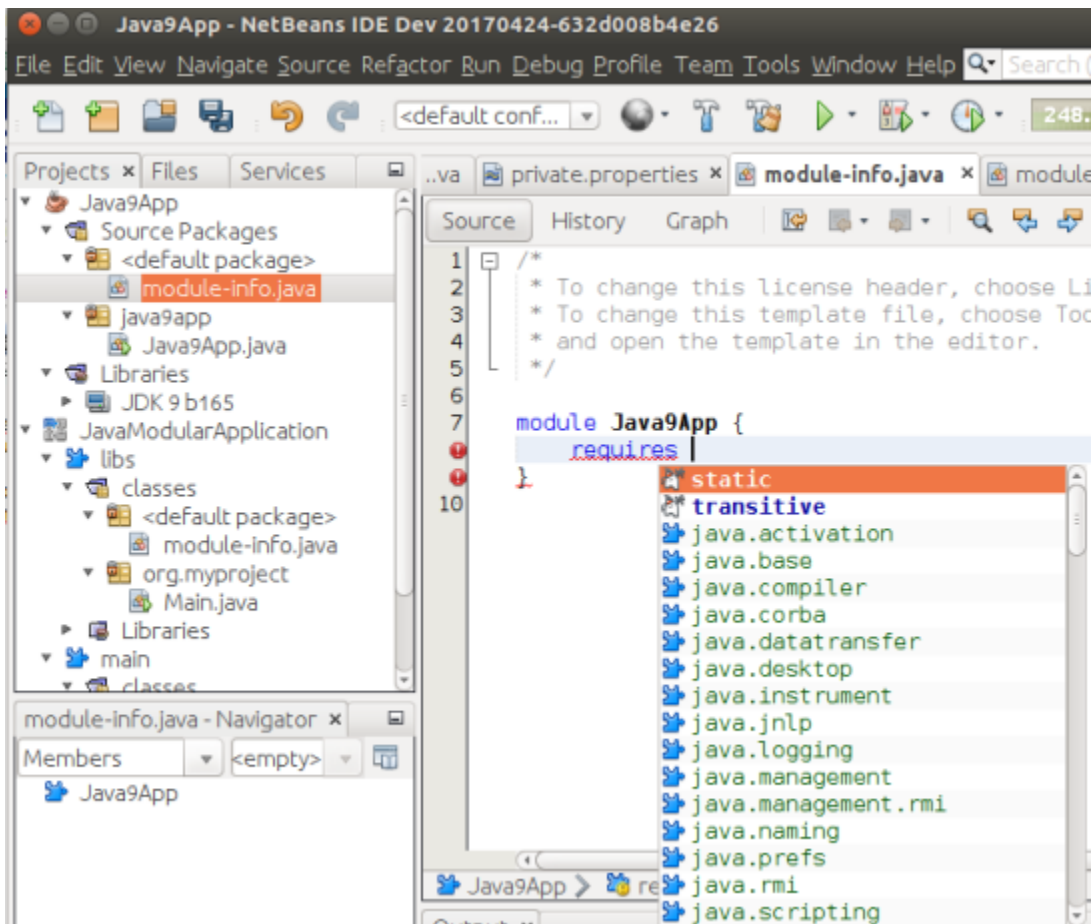 Java9App - NetBeans IDE Dev 20170424-632d008b4e26
File Edit View Navigate Source Refactor Run Debug Profile Team Tools Window Help Search (
<default conf... 248.
Projects Files Services
Java9App
Source Packages
<default package>
module-info.java
java9app
Java9App.java
Libraries
JDK 9 b165
JavaModularApplication
libs
classes
<default package>
module-info.java
org.myproject
Main.java
Libraries
main
classes
module-info.java - Navigator
Members <empty>
Java9App
..va private.properties module-info.java module
Source History Graph
1 /*
2 * To change this license header, choose Li
3 * To change this template file, choose Too
4 * and open the template in the editor.
5 */
6
7 module Java9App {
requires
}
10
static
transitive
java.activation
java.base
java.compiler
java.corba
java.datatransfer
java.desktop
java.instrument
java.jnlp
java.logging
java.management
java.management.rmi
java.naming
java.prefs
java.rmi
java.scripting
Java9App re